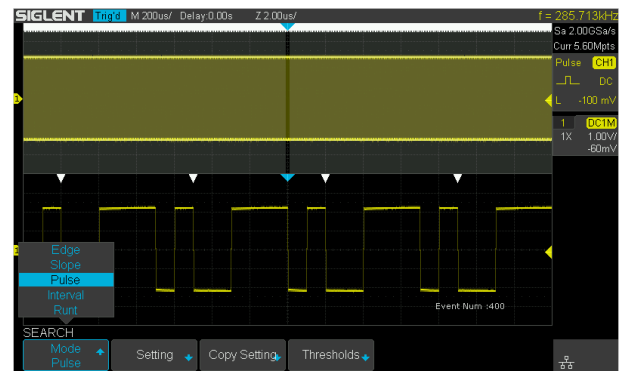 SIGLENT Trig'd M 200us/ Delay:0.00s Z 2.00us/ f = 285.713kHz
Sa 2.00GSa/s
Curr 5.60Mpts
Pulse CH1
DC
L -100 mV
1 DC1M
1X 1.00V/
-60mV
1
Edge
Slope
Pulse
Interval
Runt
Event Num :400
SEARCH
Mode
Pulse
Setting
Copy Setting
Thresholds